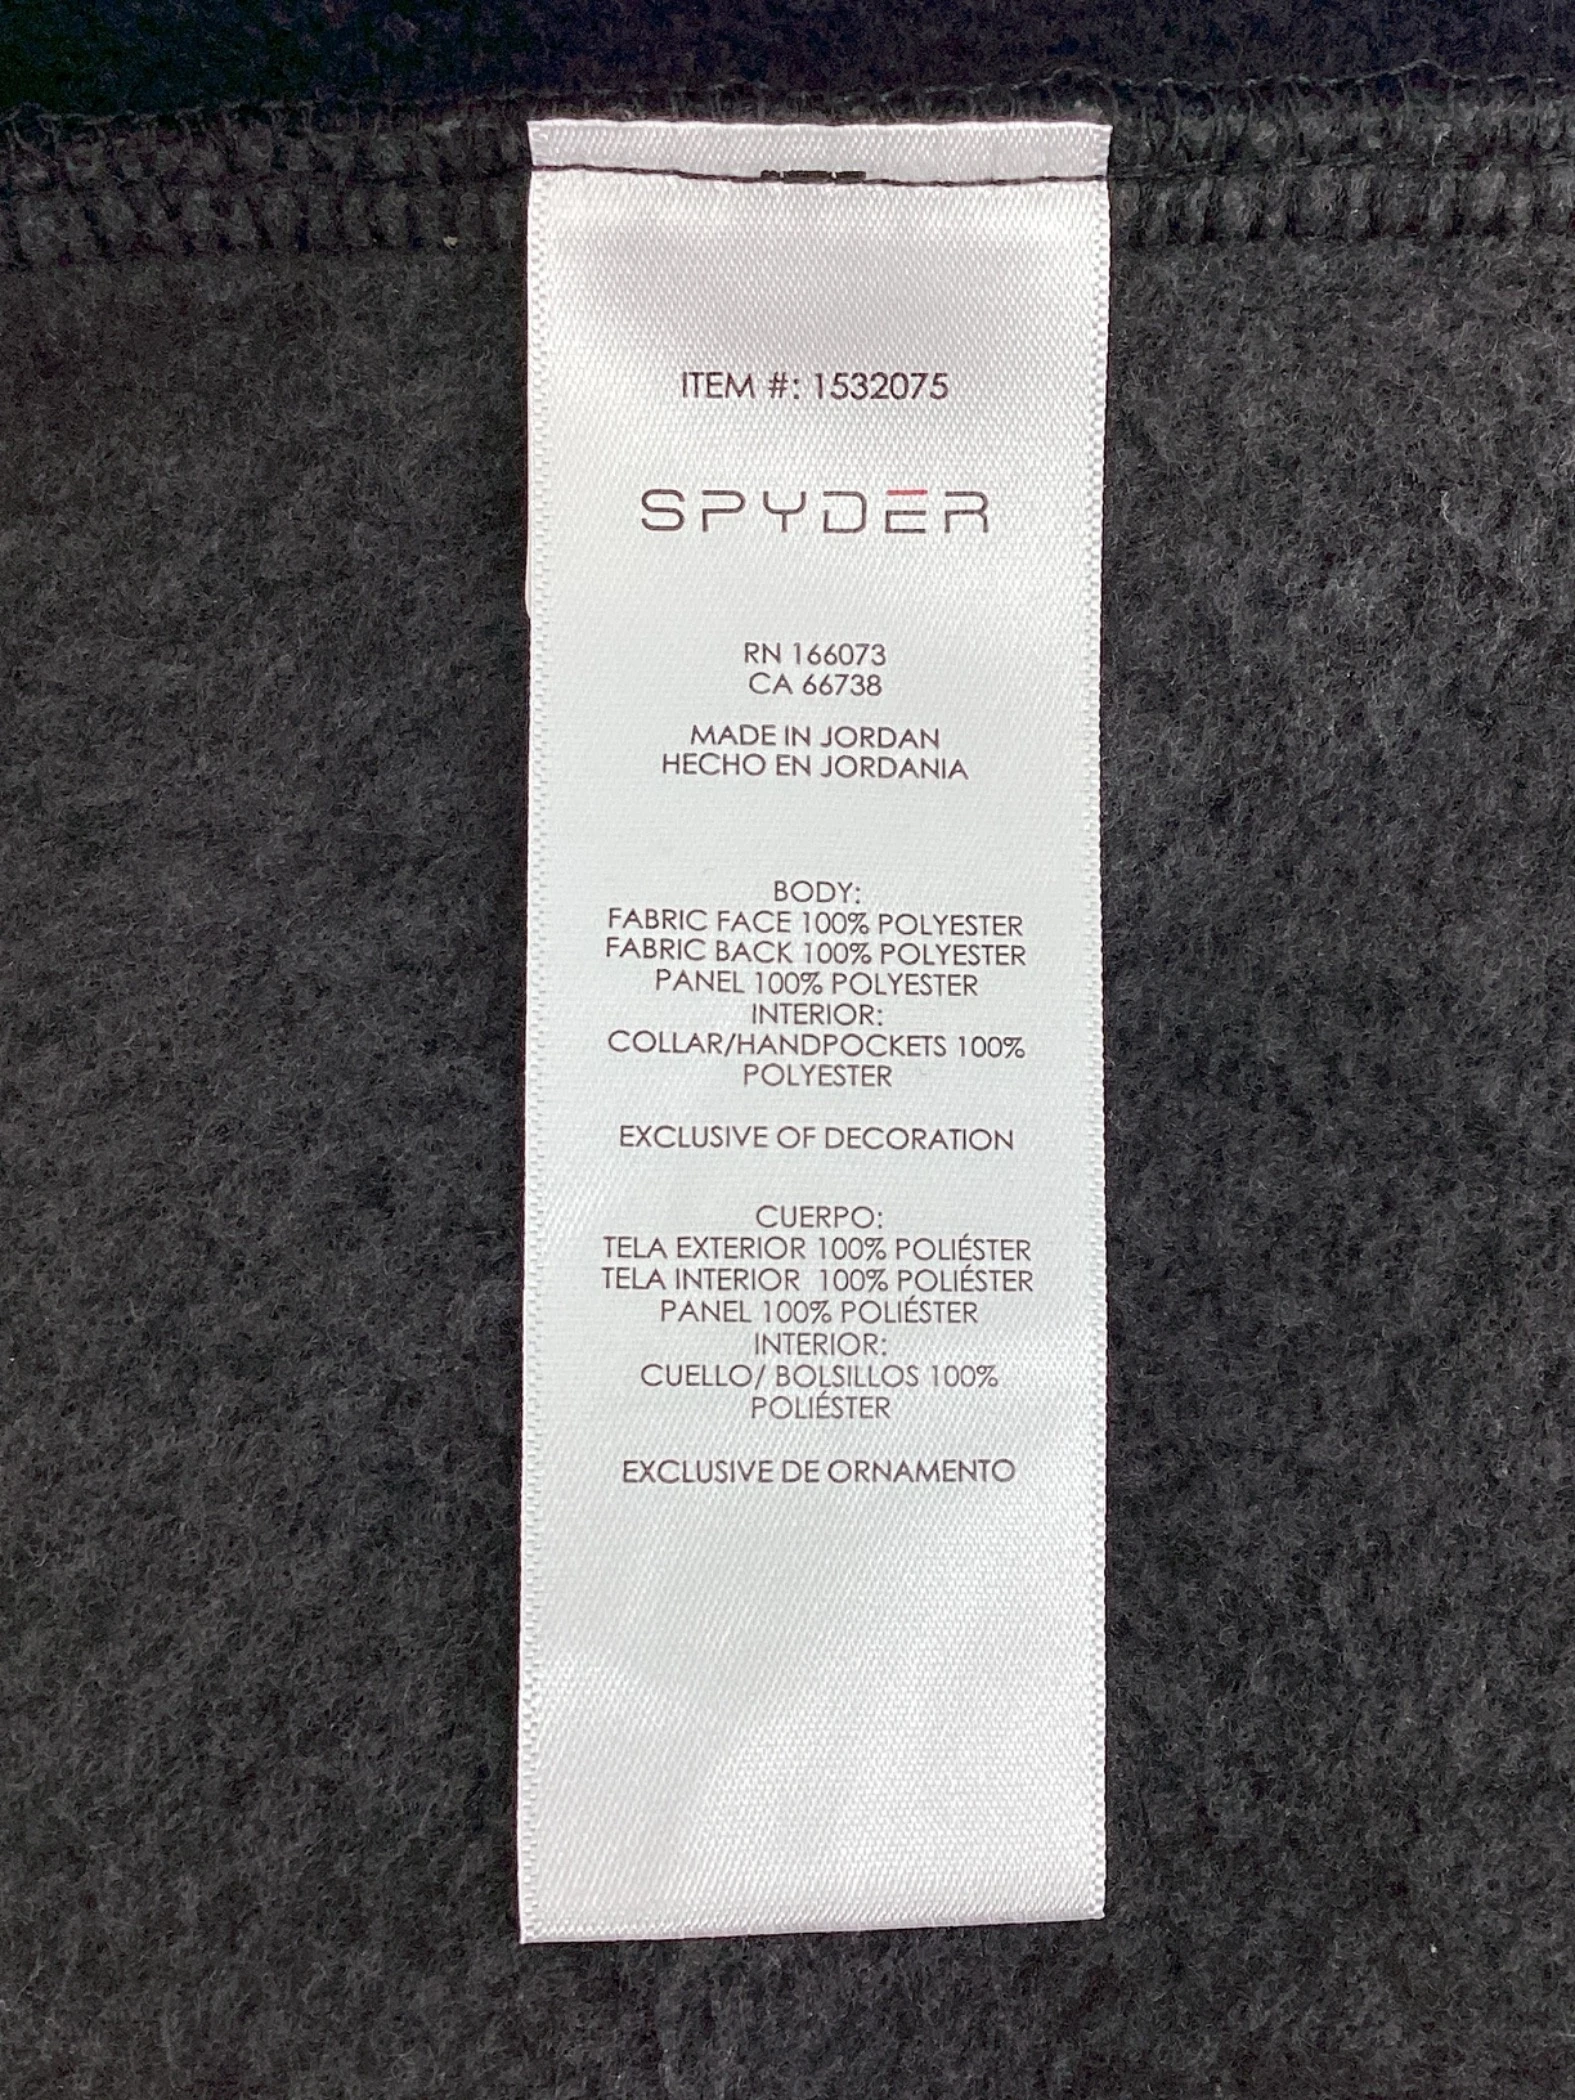 ITEM #: 1532075
SPYDER
RN 166073
CA 66738
MADE IN JORDAN
HECHO EN JORDANIA
BODY:
FABRIC FACE 100% POLYESTER
FABRIC BACK 100% POLYESTER
PANEL 100% POLYESTER
INTERIOR:
COLLAR/HANDPOCKETS 100%
POLYESTER
EXCLUSIVE OF DECORATION
CUERPO:
TELA EXTERIOR 100% POLIÉSTER
TELA INTERIOR  100% POLIÉSTER
PANEL 100% POLIÉSTER
INTERIOR:
CUELLO/ BOLSILLOS 100%
POLIÉSTER
EXCLUSIVE DE ORNAMENTO